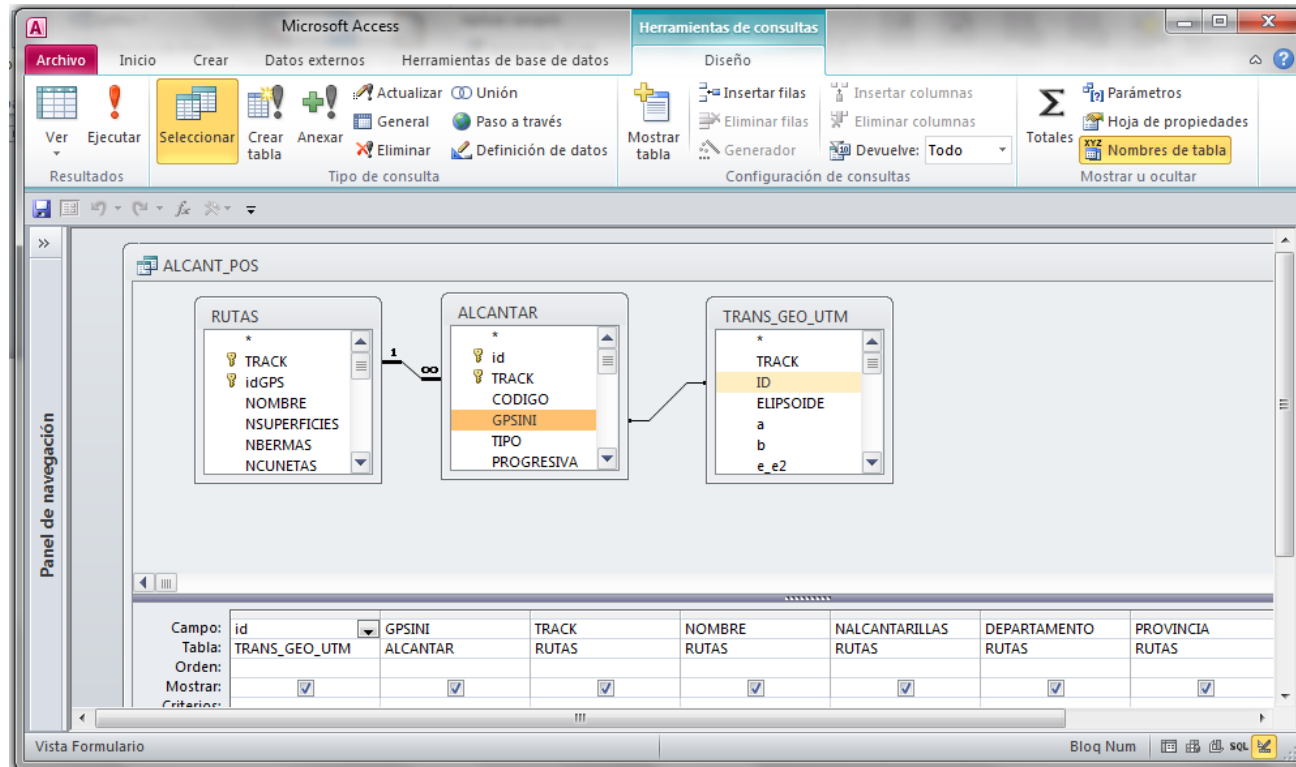 Microsoft Access
Herramientas de consultas
Archivo Inicio Crear Datos externos Herramientas de base de datos Diseño
Ver
Ejecutar
Seleccionar
Crear tabla
Anexar
Actualizar
General
Eliminar
Unión
Paso a través
Definición de datos
Mostrar tabla
Insertar filas
Eliminar filas
Generador
Insertar columnas
Eliminar columnas
Devuelve: Todo
Totales
Parámetros
Hoja de propiedades
Nombres de tabla
Resultados Tipo de consulta Configuración de consultas Mostrar u ocultar
Panel de navegación
ALCANT_POS
RUTAS
*
TRACK
idGPS
NOMBRE
NSUPERFICIES
NBERMAS
NCUNETAS
1 ∞
ALCANTAR
*
id
TRACK
CODIGO
GPSINI
TIPO
PROGRESIVA
TRANS_GEO_UTM
*
TRACK
ID
ELIPSOIDE
a
b
e_e2
Campo: id GPSINI TRACK NOMBRE NALCANTARILLAS DEPARTAMENTO PROVINCIA
Tabla: TRANS_GEO_UTM ALCANTAR RUTAS RUTAS RUTAS RUTAS RUTAS
Orden:
Mostrar:
Criterios:
Vista Formulario Bloq Num SQL